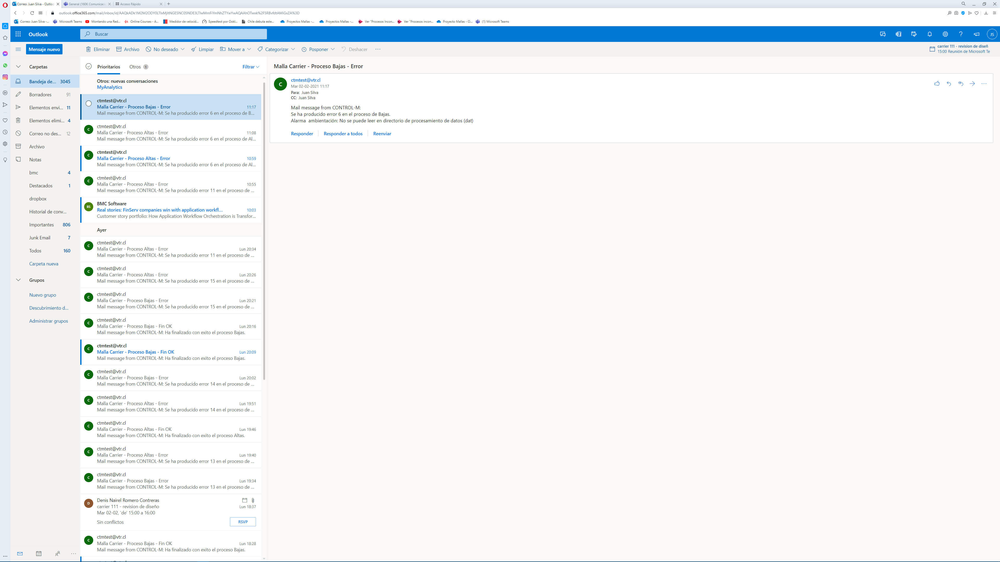 Correo: Juan Silva - Outloo
General (160K Comunicaci
Acceso Rápido
outlook.office365.com/mail/inbox/id/AAQkADk1M2M2ODY0LTIxMjItNGE5NC05NDE3LTIwMmFiYmNhZTYwYwAQAAhOTwxk%2F5RBvfdtAMiGxZA%3D
Correo: Juan Silva -...
Microsoft Teams
Montando una Red...
Online Courses - A...
Medidor de velocid...
Speedtest por Ookl...
Chile debuta este...
Proyectos Mallas -...
Proyectos Mallas -...
Ver "Procesos Incon...
Ver "Procesos incon...
Proyecto Mallas - O...
(1) Microsoft Teams
Outlook
Buscar
JS
Mensaje nuevo
Eliminar
Archivo
No deseado
Limpiar
Mover a
Categorizar
Posponer
Deshacer
carrier 111 - revision de diseñ
15:00 Reunión de Microsoft Te
Carpetas
Bandeja de... 3045
Borradores 91
Elementos envi... 11
Elementos elimi... 4
Correo no des... 12
Archivo
Notas
bmc 4
Destacados 1
dropbox
Historial de conv...
Importantes 806
Junk Email 7
Todos 160
Carpeta nueva
Grupos
Nuevo grupo
Descubrimiento d...
Administrar grupos
Prioritarios
Otros 1
Filtrar
Otros: nuevas conversaciones
MyAnalytics
ctmtest@vtr.cl
Malla Carrier - Proceso Bajas - Error 11:17
Mail message from CONTROL-M: Se ha producido error 6 en el proceso de B...
C
ctmtest@vtr.cl
Malla Carrier - Proceso Altas - Error 11:08
Mail message from CONTROL-M: Se ha producido error 6 en el proceso de Al...
C
ctmtest@vtr.cl
Malla Carrier - Proceso Altas - Error 10:59
Mail message from CONTROL-M: Se ha producido error 6 en el proceso de Al...
C
ctmtest@vtr.cl
Malla Carrier - Proceso Altas - Error 10:55
Mail message from CONTROL-M: Se ha producido error 11 en el proceso de ...
BS
BMC Software
Real stories: FinServ companies win with application workfl... 10:03
Customer story portfolio: How Application Workflow Orchestration is Transfor...
Ayer
C
ctmtest@vtr.cl
Malla Carrier - Proceso Altas - Error Lun 20:34
Mail message from CONTROL-M: Se ha producido error 11 en el proceso de ...
C
ctmtest@vtr.cl
Malla Carrier - Proceso Altas - Error Lun 20:26
Mail message from CONTROL-M: Se ha producido error 15 en el proceso de ...
C
ctmtest@vtr.cl
Malla Carrier - Proceso Bajas - Error Lun 20:21
Mail message from CONTROL-M: Se ha producido error 15 en el proceso de ...
C
ctmtest@vtr.cl
Malla Carrier - Proceso Bajas - Fin OK Lun 20:16
Mail message from CONTROL-M: Ha finalizado con exito el proceso Bajas.
C
ctmtest@vtr.cl
Malla Carrier - Proceso Bajas - Fin OK Lun 20:09
Mail message from CONTROL-M: Ha finalizado con exito el proceso Bajas.
C
ctmtest@vtr.cl
Malla Carrier - Proceso Bajas - Error Lun 20:02
Mail message from CONTROL-M: Se ha producido error 14 en el proceso de ...
C
ctmtest@vtr.cl
Malla Carrier - Proceso Altas - Error Lun 19:51
Mail message from CONTROL-M: Se ha producido error 14 en el proceso de ...
C
ctmtest@vtr.cl
Malla Carrier - Proceso Altas - Fin OK Lun 19:46
Mail message from CONTROL-M: Ha finalizado con exito el proceso Altas.
C
ctmtest@vtr.cl
Malla Carrier - Proceso Altas - Error Lun 19:40
Mail message from CONTROL-M: Se ha producido error 13 en el proceso de ...
C
ctmtest@vtr.cl
Malla Carrier - Proceso Bajas - Error Lun 19:34
Mail message from CONTROL-M: Se ha producido error 13 en el proceso de ...
D
Denis Nairel Romero Contreras
carrier 111 - revision de diseño Lun 18:37
Mar 02-02, 'de' 15:00 a 16:00
Sin conflictos RSVP
C
ctmtest@vtr.cl
Malla Carrier - Proceso Bajas - Fin OK Lun 18:28
Mail message from CONTROL-M: Ha finalizado con exito el proceso Bajas.
Malla Carrier - Proceso Bajas - Error
C
ctmtest@vtr.cl
Mar 02-02-2021 11:17
Para: Juan Silva
CC: Juan Silva
Mail message from CONTROL-M:
Se ha producido error 6 en el proceso de Bajas.
Alarma ambientación: No se puede leer en directorio de procesamiento de datos (dat)
Responder
Responder a todos
Reenviar